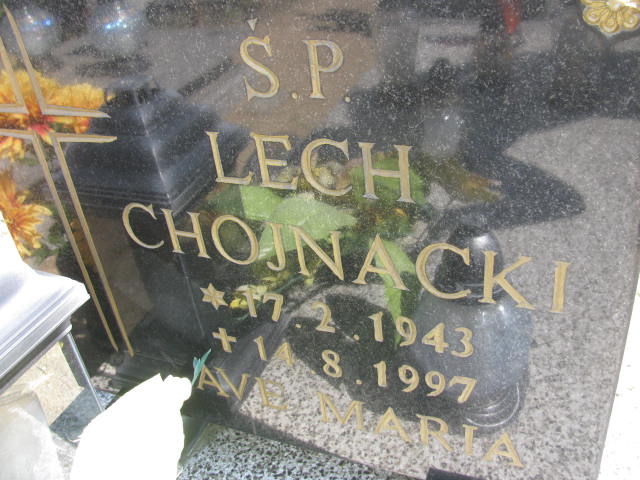 Ś.P.
LECH
CHOJNACKI
* 17.2.1943
+ 14.8.1997
AVE MARIA